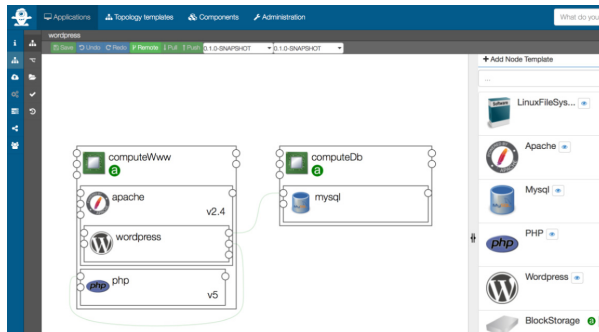 Applications Topology templates Components Administration What do you
wordpress
Save Undo Redo Remote Pull Push 0.1.0-SNAPSHOT 0.1.0-SNAPSHOT
+ Add Node Template
...
LinuxFileSys...
computeWww
a
computeDb
a
Apache
apache
v2.4
mysql
Mysql
wordpress
PHP
php
php
php
v5
Wordpress
BlockStorage a